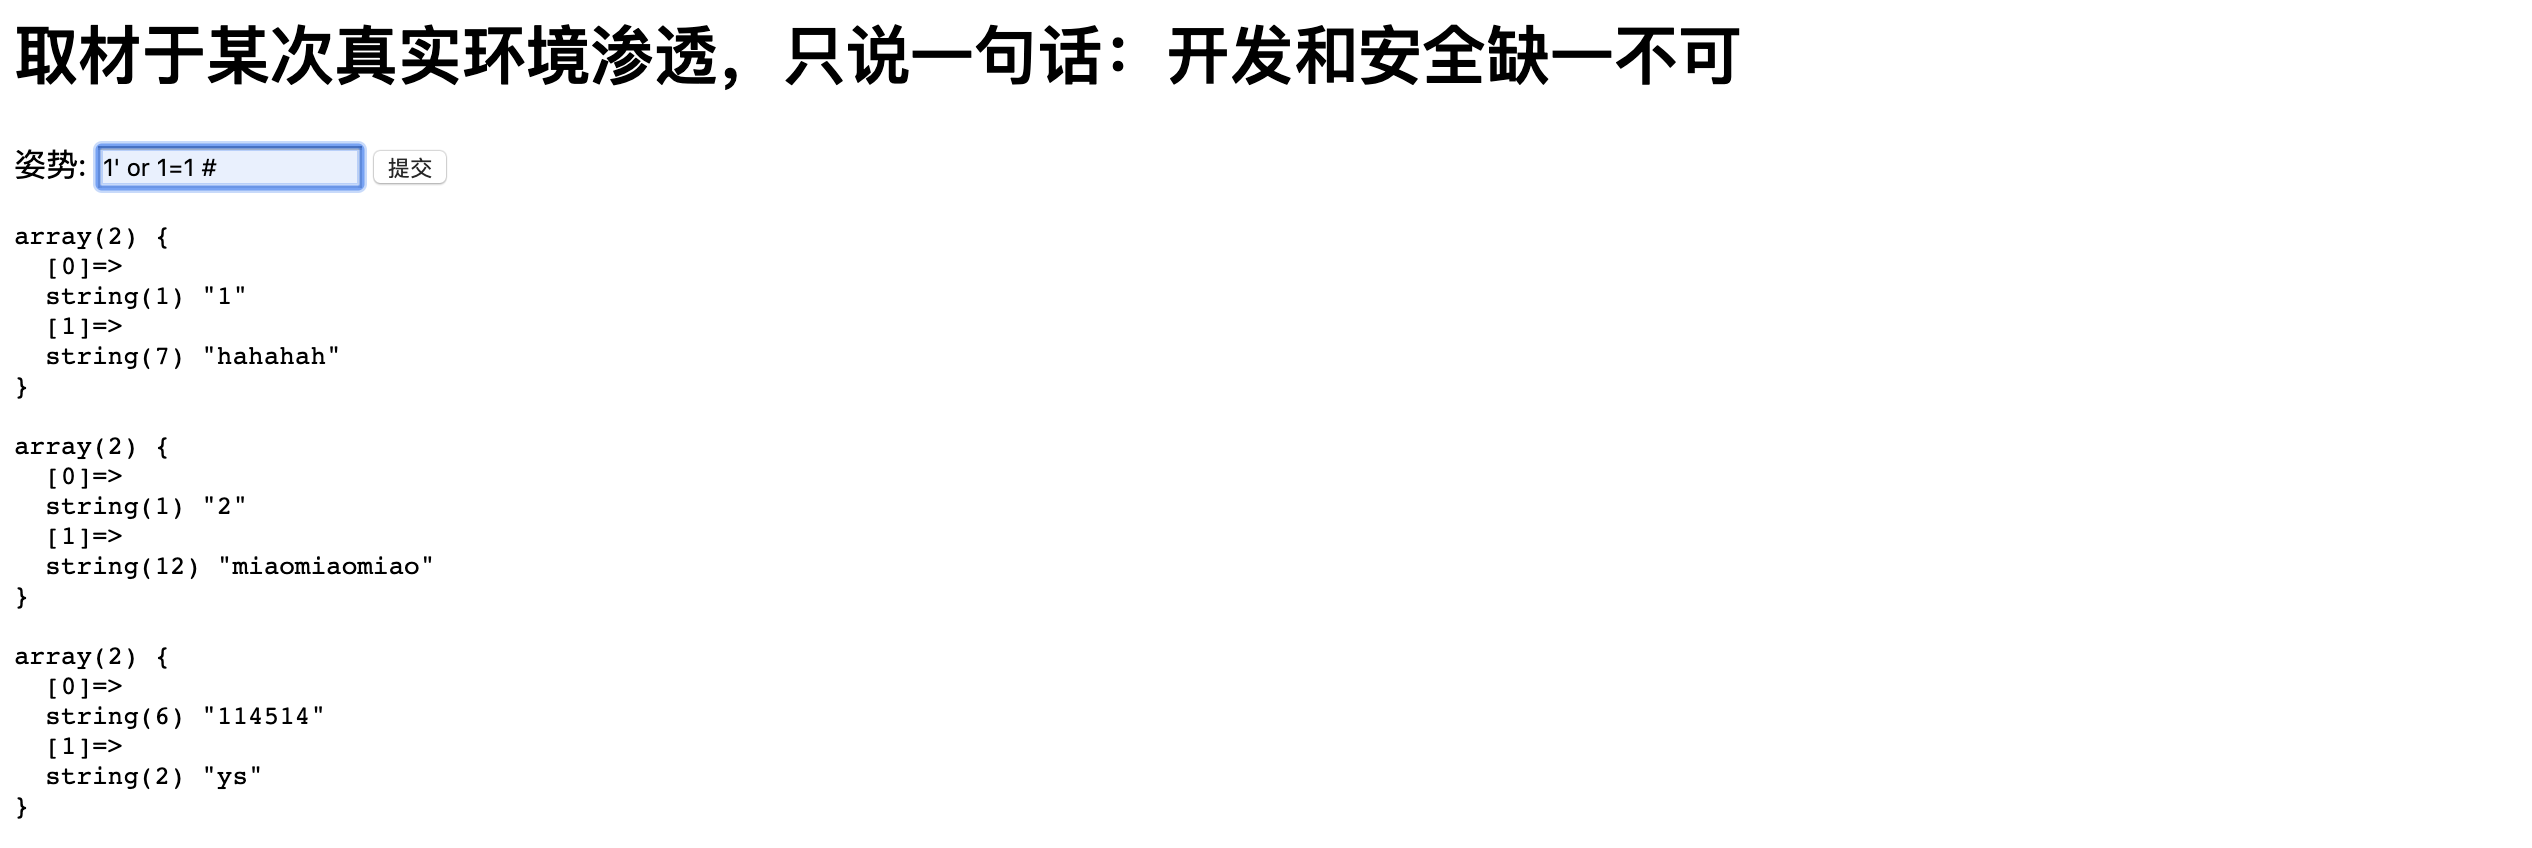 取材于某次真实环境渗透，只说一句话：开发和安全缺一不可
姿势: 1' or 1=1 # 提交
array(2) {
  [0]=>
  string(1) "1"
  [1]=>
  string(7) "hahahah"
}
array(2) {
  [0]=>
  string(1) "2"
  [1]=>
  string(12) "miaomiaomiao"
}
array(2) {
  [0]=>
  string(6) "114514"
  [1]=>
  string(2) "ys"
}